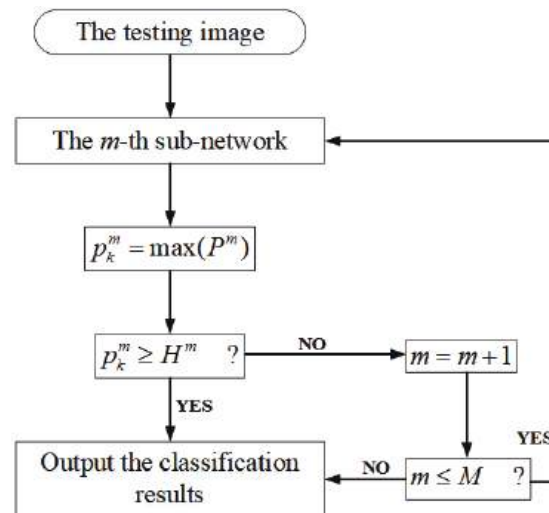 The testing image
The m-th sub-network
p_k^m = max(P^m)
p_k^m ≥ H^m ?
NO
m = m + 1
YES
YES
Output the classification
results
NO
m ≤ M ?